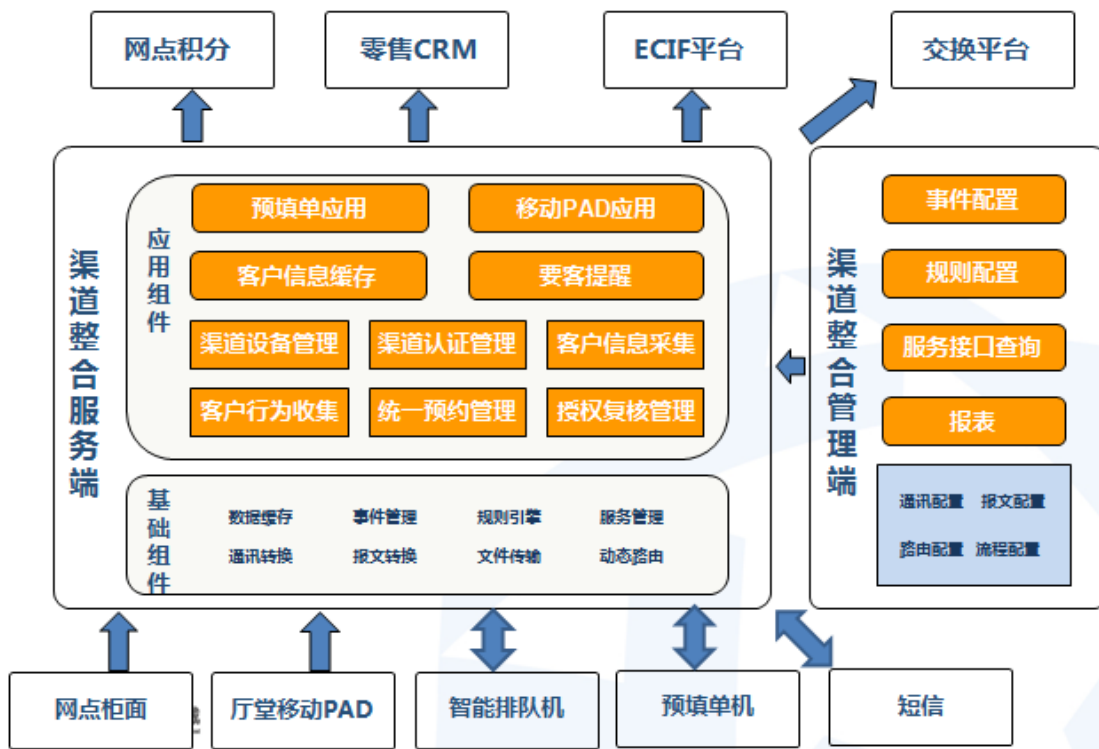 网点积分
零售CRM
ECIF平台
交换平台
渠道整合服务端
应用组件
预填单应用
移动PAD应用
客户信息缓存
要客提醒
渠道设备管理
渠道认证管理
客户信息采集
客户行为收集
统一预约管理
授权复核管理
基础组件
数据缓存
事件管理
规则引擎
服务管理
通讯转换
报文转换
文件传输
动态路由
渠道整合管理端
事件配置
规则配置
服务接口查询
报表
通讯配置 报文配置
路由配置 流程配置
网点柜面
厅堂移动PAD
智能排队机
预填单机
短信